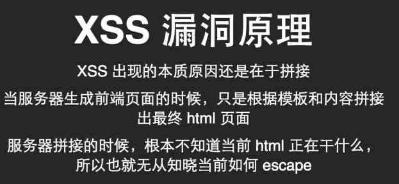 XSS 漏洞原理
XSS 出现的本质原因还是在于拼接
当服务器生成前端页面的时候，只是根据模板和内容拼接
出最终 html 页面
服务器拼接的时候，根本不知道当前 html 正在干什么，
所以也就无从知晓当前如何 escape